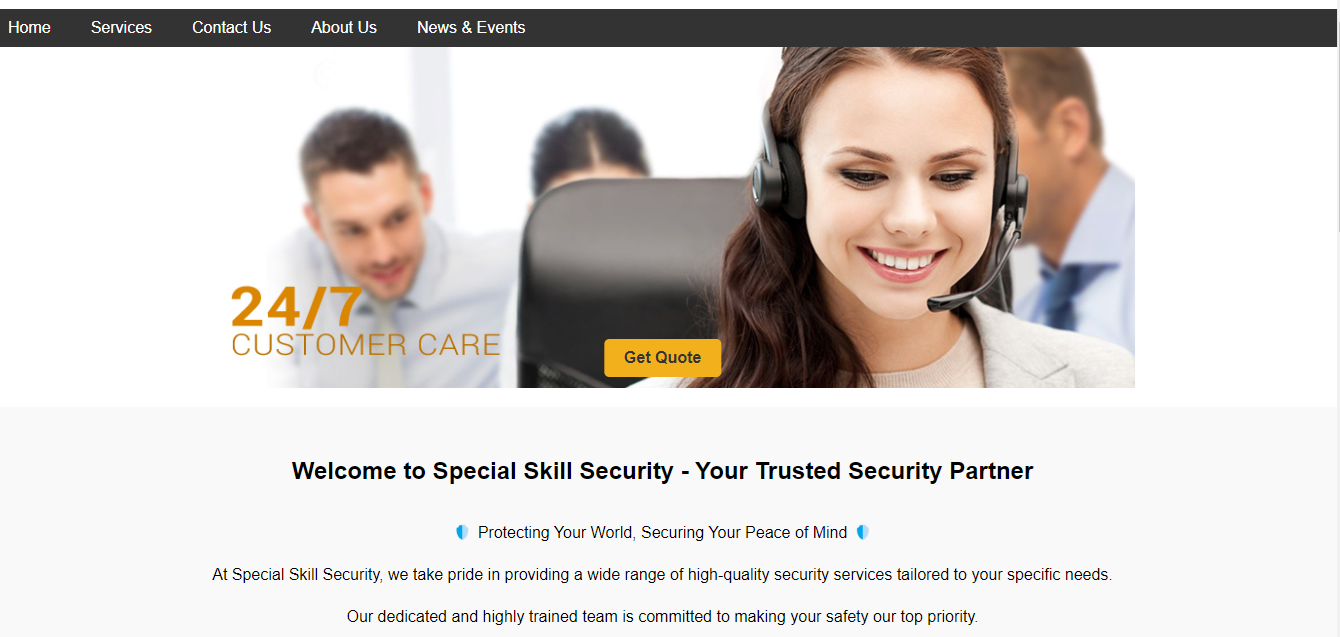 Home Services Contact Us About Us News & Events
24/7
CUSTOMER CARE
Get Quote
Welcome to Special Skill Security - Your Trusted Security Partner
Protecting Your World, Securing Your Peace of Mind
At Special Skill Security, we take pride in providing a wide range of high-quality security services tailored to your specific needs.
Our dedicated and highly trained team is committed to making your safety our top priority.